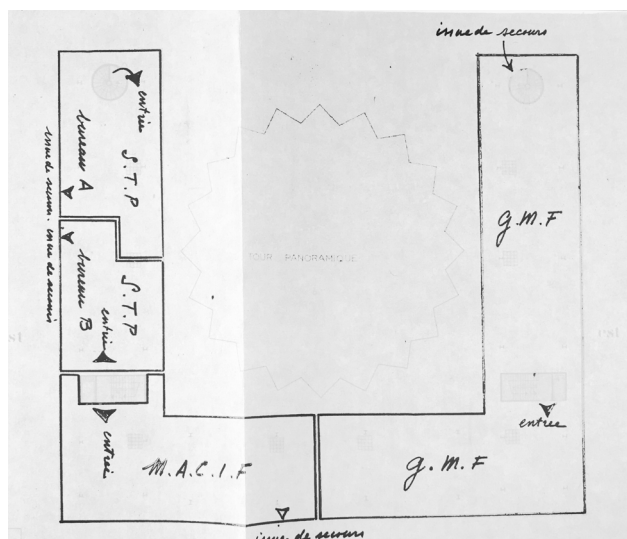 issue de secours
entrée
S.T.P
bureau A
issue de secours
issue de secours
bureau B
S.T.P
entrée
TOUR PANORAMIQUE
G.M.F
entrée
entrée
M.A.C.I.F
G.M.F
issue de secours